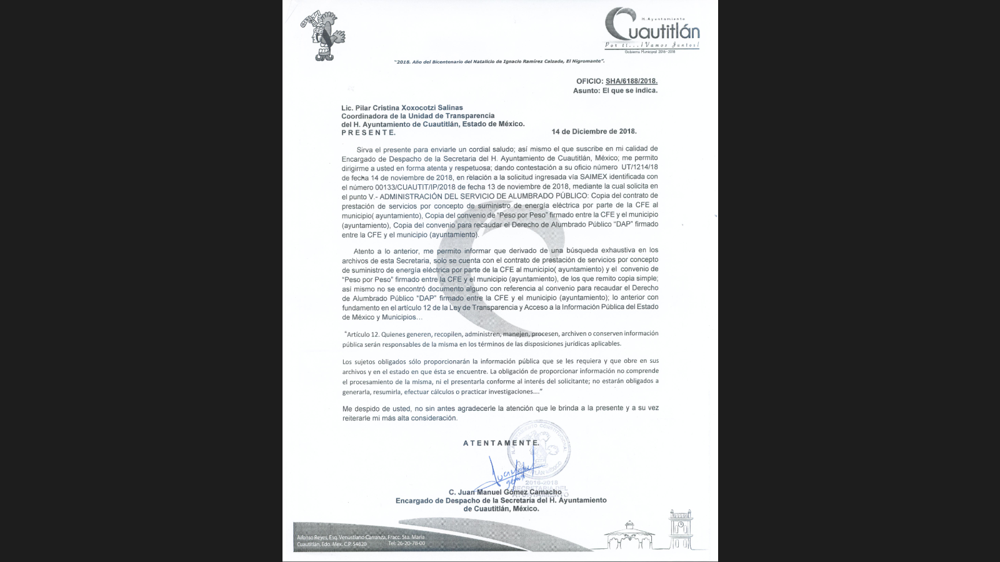 H. Ayuntamiento
Cuautitlán
Por ti...¡Vamos Juntos!
Gobierno Municipal 2016-2018
"2018. Año del Bicentenario del Natalicio de Ignacio Ramírez Calzada, El Nigromante".
OFICIO: SHA/6188/2018.
Asunto: El que se indica.
Lic. Pilar Cristina Xoxocotzi Salinas
Coordinadora de la Unidad de Transparencia
del H. Ayuntamiento de Cuautitlán, Estado de México.
P R E S E N T E.
14 de Diciembre de 2018.
Sirva el presente para enviarle un cordial saludo; así mismo el que suscribe en mi calidad de
Encargado de Despacho de la Secretaria del H. Ayuntamiento de Cuautitlán, México; me permito
dirigirme a usted en forma atenta y respetuosa; dando contestación a su oficio número UT/1214/18
de fecha 14 de noviembre de 2018, en relación a la solicitud ingresada vía SAIMEX identificada con
el número 00133/CUAUTIT/IP/2018 de fecha 13 de noviembre de 2018, mediante la cual solicita en
el punto V.- ADMINISTRACIÓN DEL SERVICIO DE ALUMBRADO PÚBLICO: Copia del contrato de
prestación de servicios por concepto de suministro de energía eléctrica por parte de la CFE al
municipio( ayuntamiento), Copia del convenio de "Peso por Peso" firmado entre la CFE y el municipio
(ayuntamiento), Copia del convenio para recaudar el Derecho de Alumbrado Público "DAP" firmado
entre la CFE y el municipio (ayuntamiento).
Atento a lo anterior, me permito informar que derivado de una búsqueda exhaustiva en los
archivos de esta Secretaria, solo se cuenta con el contrato de prestación de servicios por concepto
de suministro de energía eléctrica por parte de la CFE al municipio( ayuntamiento) y el convenio de
"Peso por Peso" firmado entre la CFE y el municipio (ayuntamiento), de los que remito copia simple;
así mismo no se encontró documento alguno con referencia al convenio para recaudar el Derecho
de Alumbrado Público "DAP" firmado entre la CFE y el municipio (ayuntamiento); lo anterior con
fundamento en el artículo 12 de la Ley de Transparencia y Acceso a la Información Pública del Estado
de México y Municipios…
"Artículo 12. Quienes generen, recopilen, administren, manejen, procesen, archiven o conserven información
pública serán responsables de la misma en los términos de las disposiciones jurídicas aplicables.
Los sujetos obligados sólo proporcionarán la información pública que se les requiera y que obre en sus
archivos y en el estado en que ésta se encuentre. La obligación de proporcionar información no comprende
el procesamiento de la misma, ni el presentarla conforme al interés del solicitante; no estarán obligados a
generarla, resumirla, efectuar cálculos o practicar investigaciones...."
Me despido de usted, no sin antes agradecerle la atención que le brinda a la presente y a su vez
reiterarle mi más alta consideración.
A T E N T A M E N T E.
2016-2018
SECRETARIA DEL
AYUNTAMIENTO
C. Juan Manuel Gómez Camacho
Encargado de Despacho de la Secretaria del H. Ayuntamiento
de Cuautitlán, México.
Alfonso Reyes, Esq. Venustiano Carranza, Fracc. Sta. María
Cuautitlán, Edo. Mex. C.P. 54820 Tel: 26-20-78-00